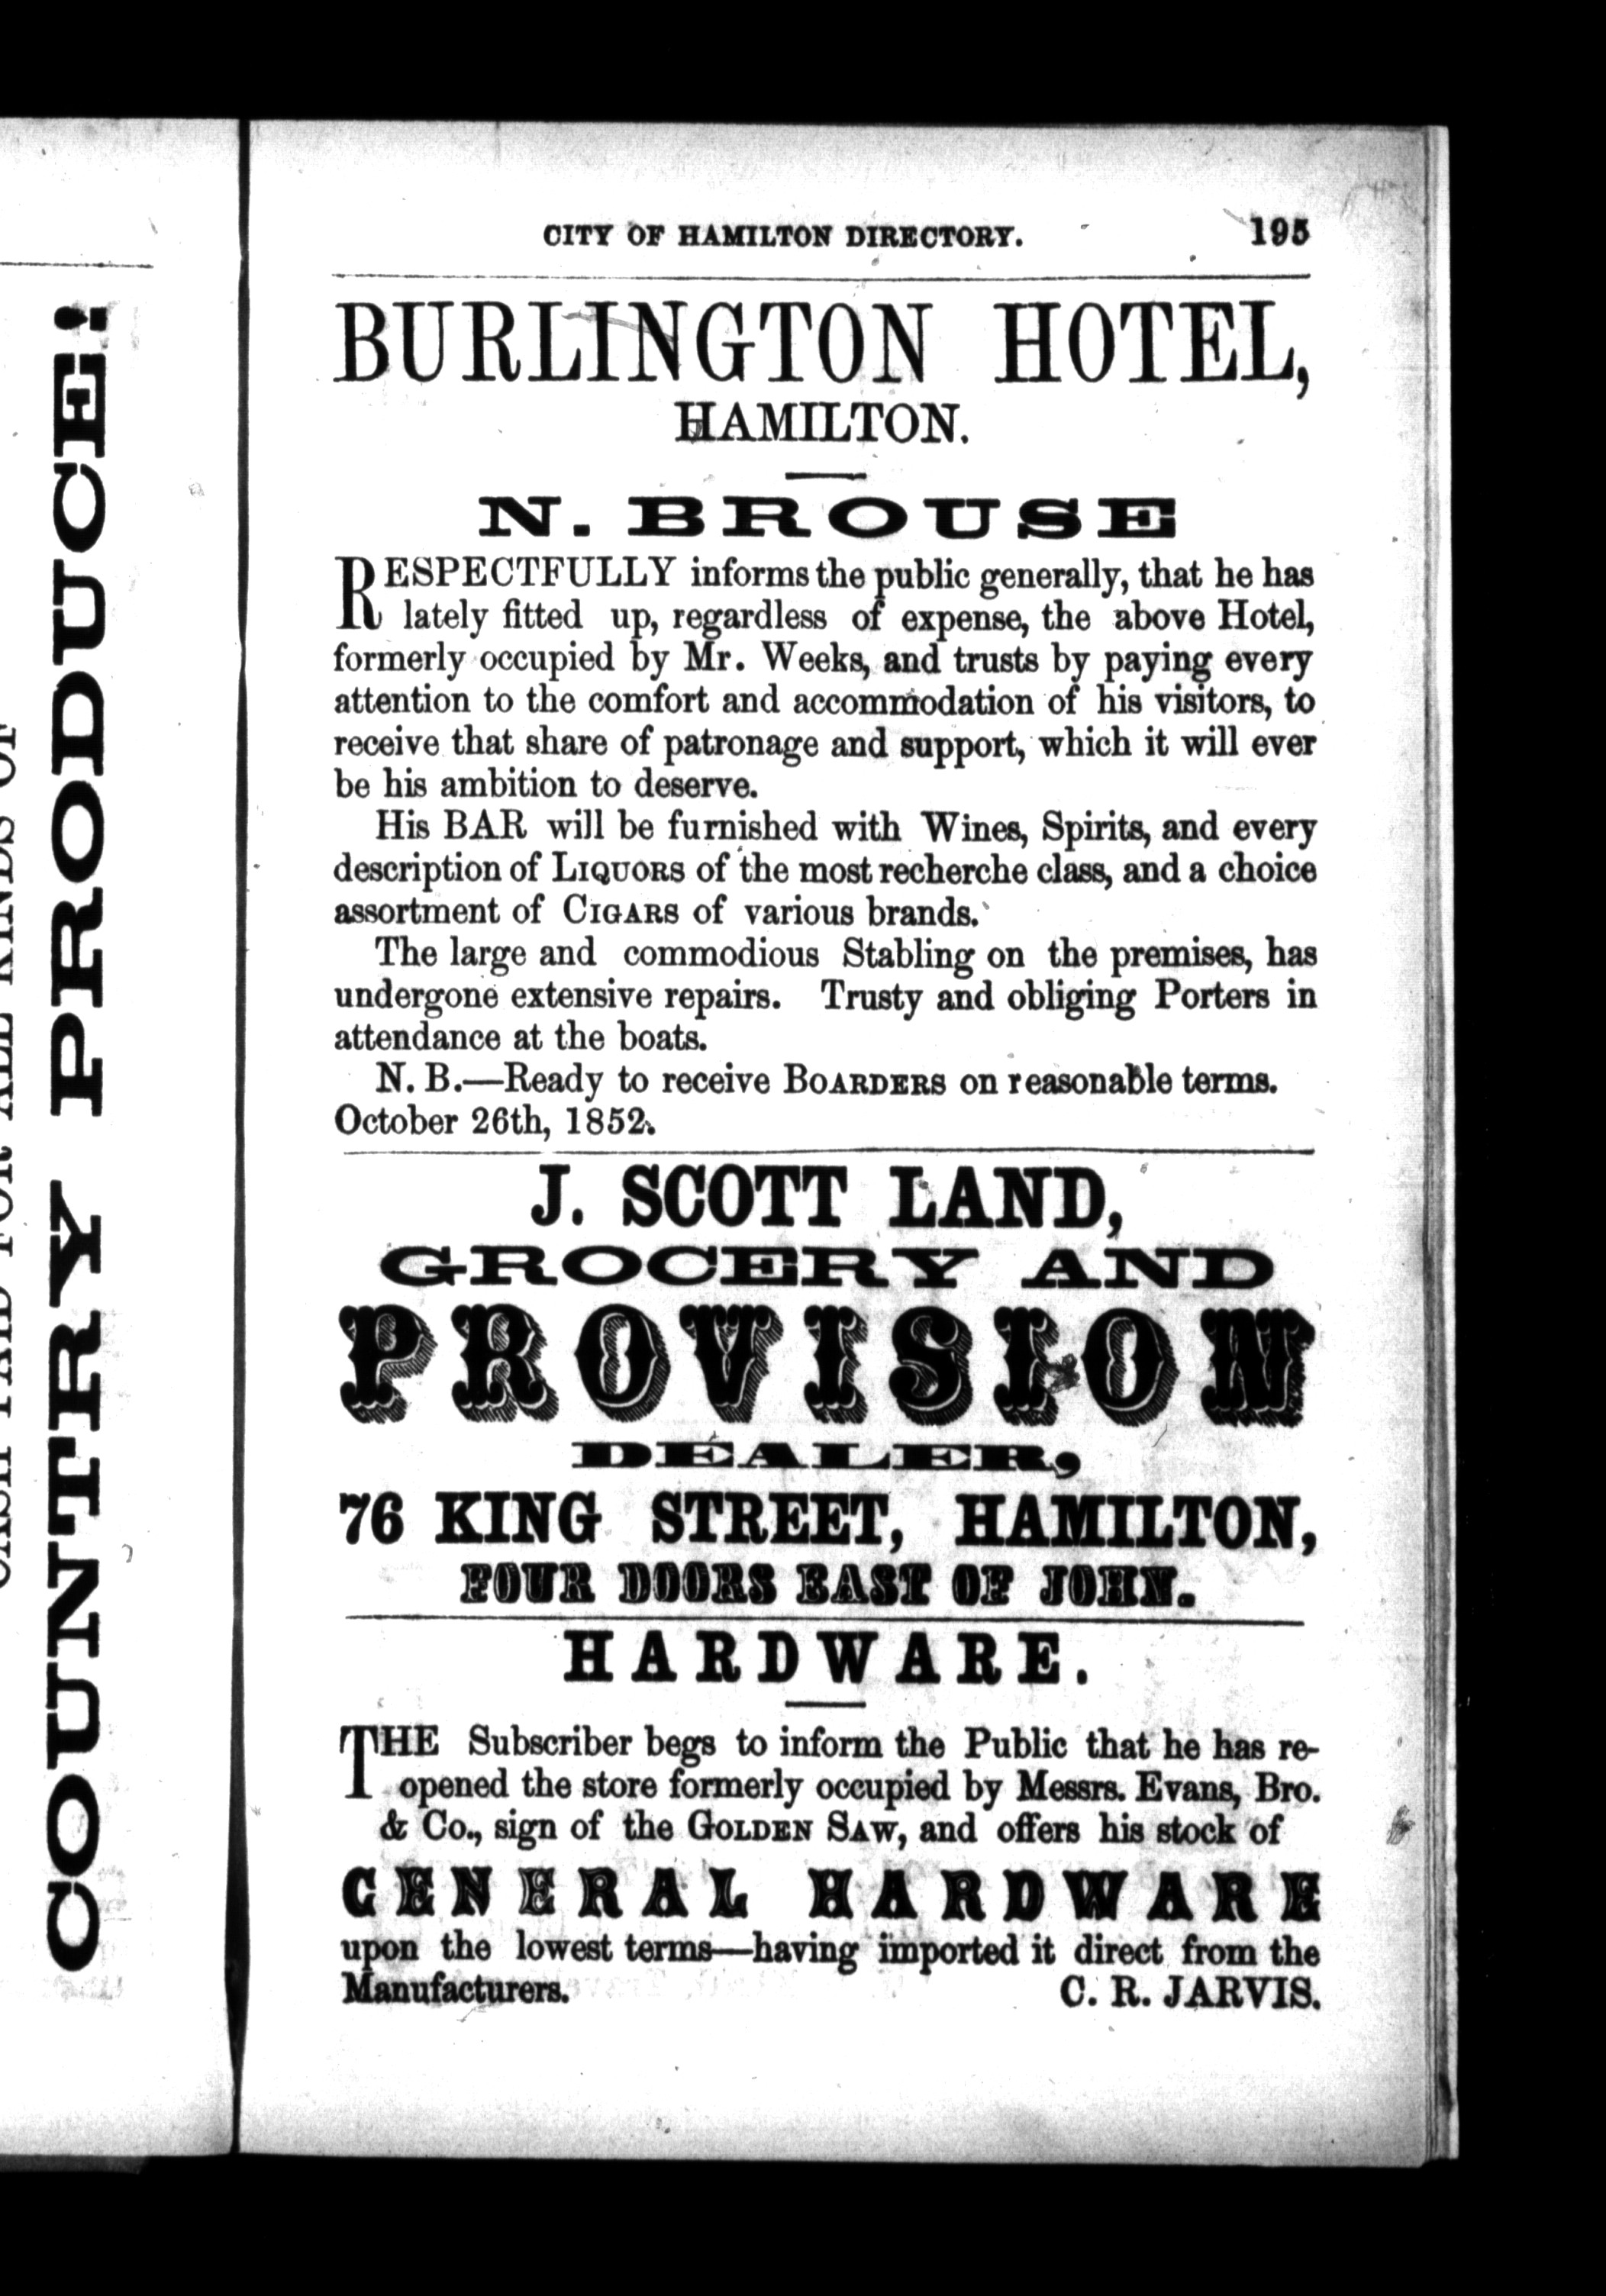 CASH PAID FOR ALL KINDS OF
COUNTRY PRODUCE!
CITY OF HAMILTON DIRECTORY. 195
BURLINGTON HOTEL,
HAMILTON.
N. BROUSE
RESPECTFULLY informs the public generally, that he has
lately fitted up, regardless of expense, the above Hotel,
formerly occupied by Mr. Weeks, and trusts by paying every
attention to the comfort and accommodation of his visitors, to
receive that share of patronage and support, which it will ever
be his ambition to deserve.
His BAR will be furnished with Wines, Spirits, and every
description of LIQUORS of the most recherche class, and a choice
assortment of CIGARS of various brands.
The large and commodious Stabling on the premises, has
undergone extensive repairs. Trusty and obliging Porters in
attendance at the boats.
N. B.—Ready to receive BOARDERS on reasonable terms.
October 26th, 1852.
J. SCOTT LAND,
GROCERY AND
PROVISION
DEALER,
76 KING STREET, HAMILTON,
FOUR DOORS EAST OF JOHN.
HARDWARE.
THE Subscriber begs to inform the Public that he has re-
opened the store formerly occupied by Messrs. Evans, Bro.
& Co., sign of the GOLDEN SAW, and offers his stock of
GENERAL HARDWARE
upon the lowest terms—having imported it direct from the
Manufacturers. C. R. JARVIS.